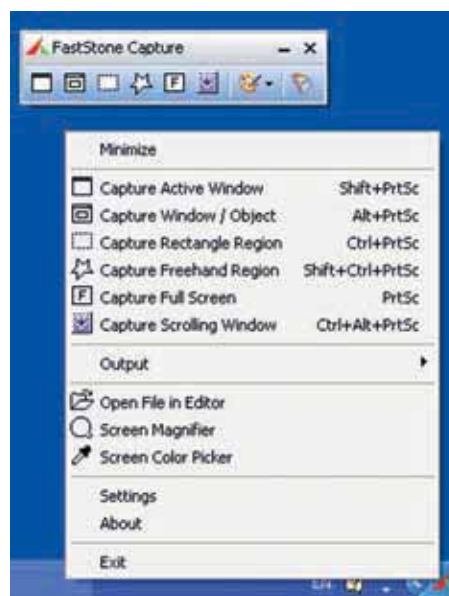 FastStone Capture
F
Minimize
Capture Active Window Shift+PrtSc
Capture Window / Object Alt+PrtSc
Capture Rectangle Region Ctrl+PrtSc
Capture Freehand Region Shift+Ctrl+PrtSc
F Capture Full Screen PrtSc
Capture Scrolling Window Ctrl+Alt+PrtSc
Output
Open File in Editor
Screen Magnifier
Screen Color Picker
Settings
About
Exit
EN